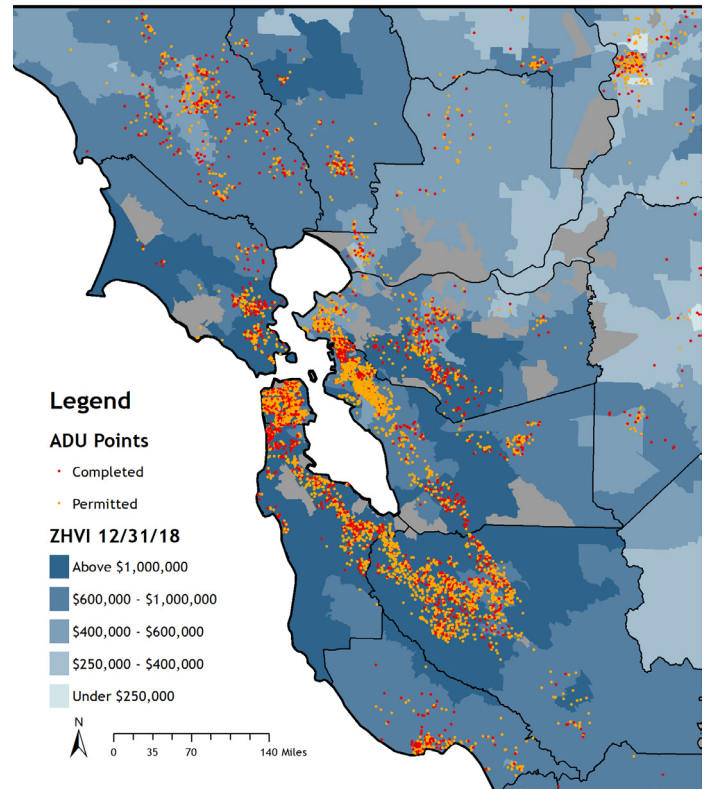 Legend
ADU Points
Completed
Permitted
ZHVI 12/31/18
Above $1,000,000
$600,000 - $1,000,000
$400,000 - $600,000
$250,000 - $400,000
Under $250,000
N
0 35 70 140 Miles